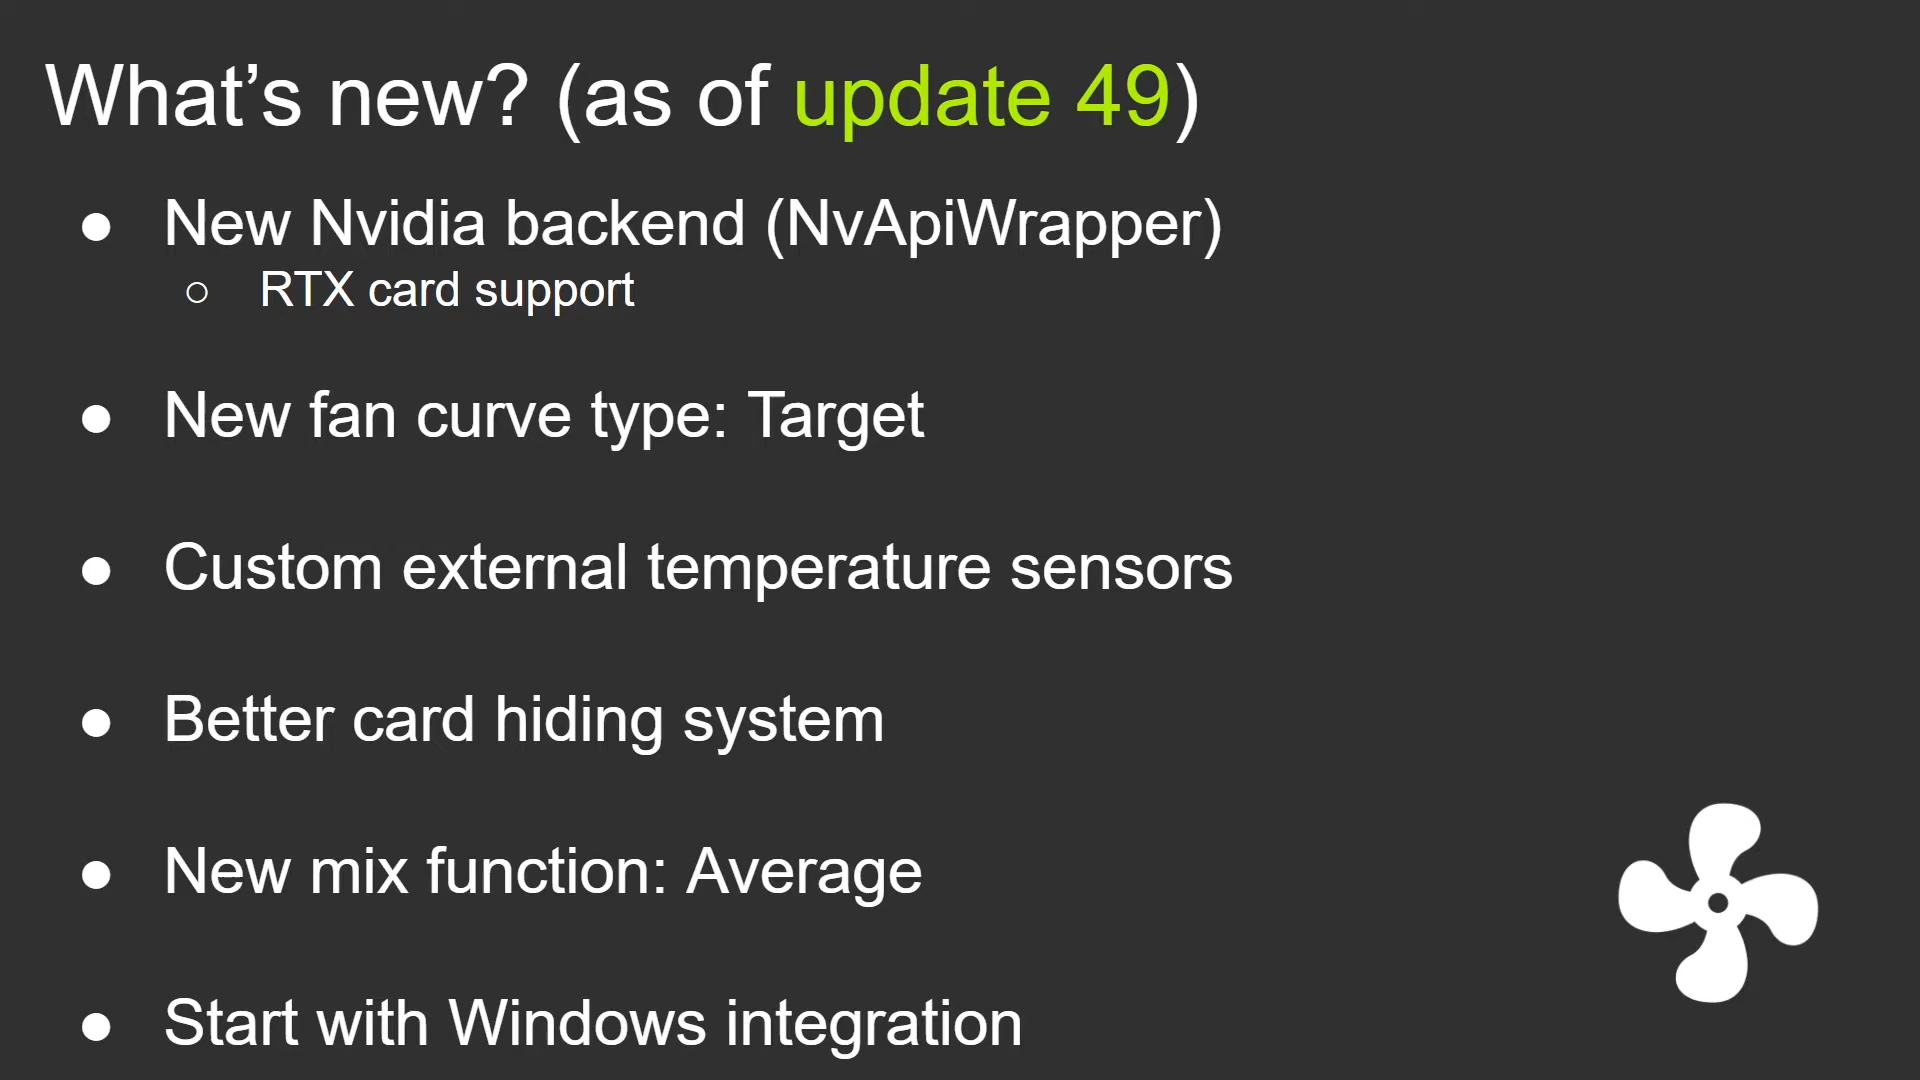 What’s new? (as of update 49)
● New Nvidia backend (NvApiWrapper)
○ RTX card support
● New fan curve type: Target
● Custom external temperature sensors
● Better card hiding system
● New mix function: Average
● Start with Windows integration